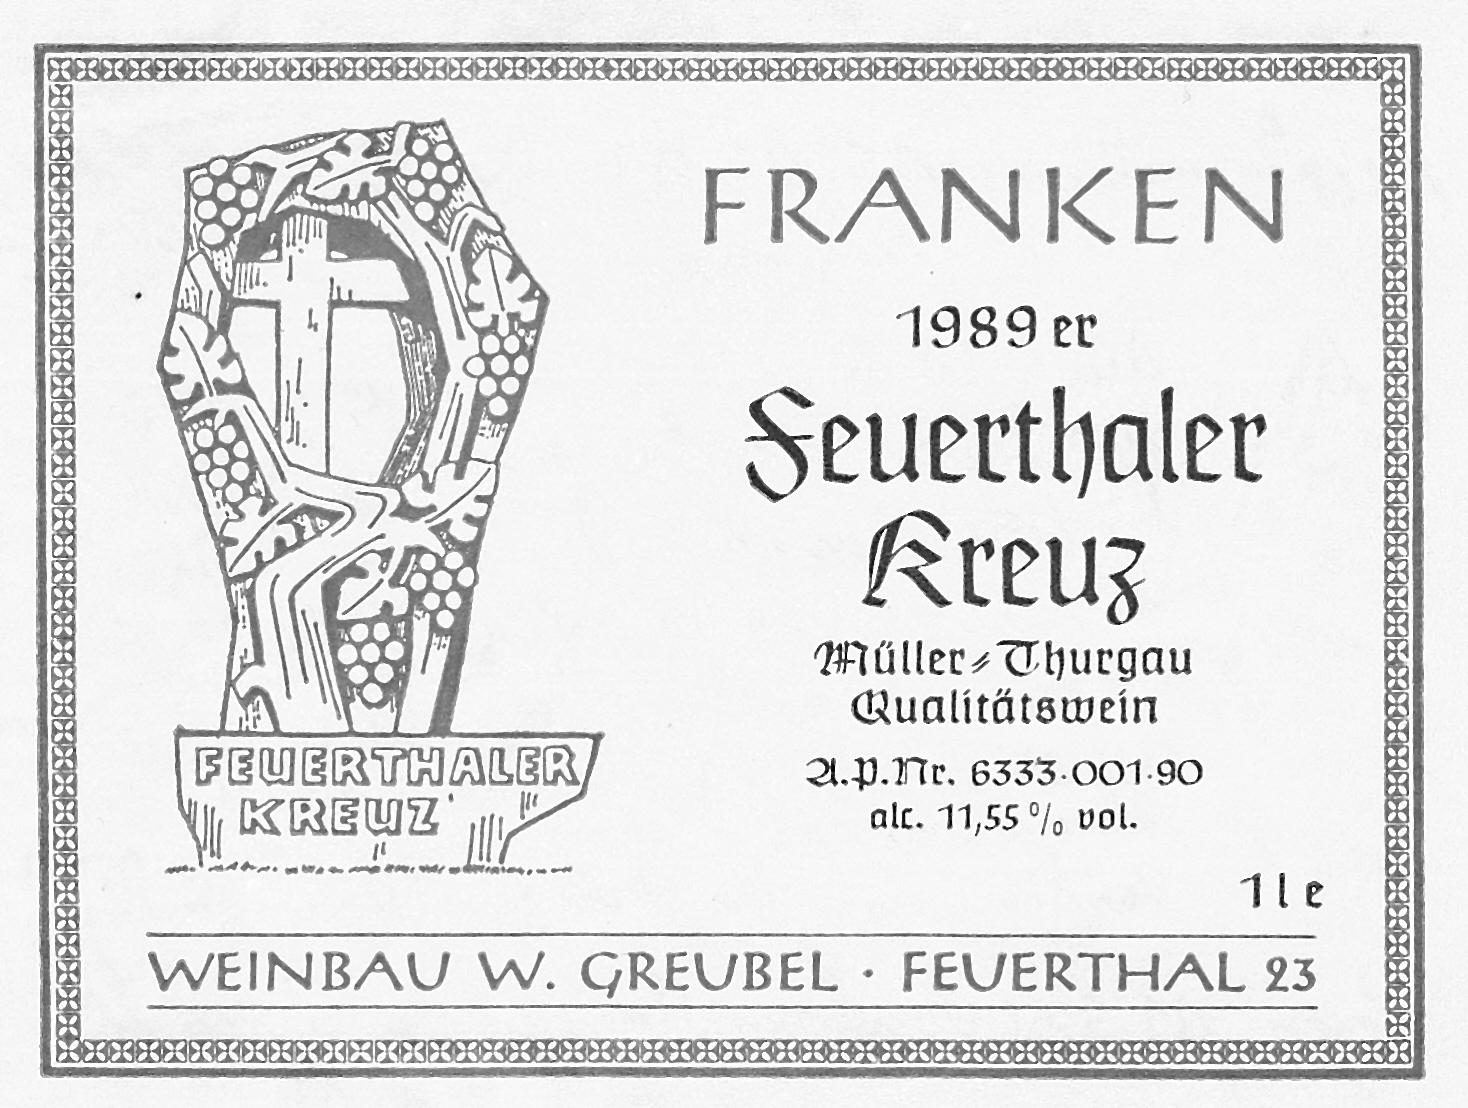 FRANKEN
1989er
Feuerthaler
Kreuz
Müller-Thurgau
Qualitätswein
A.P.Nr. 6333·001·90
alc. 11,55 % vol.
1 l e
FEUERTHALER
KREUZ
WEINBAU W. GREUBEL · FEUERTHAL 23